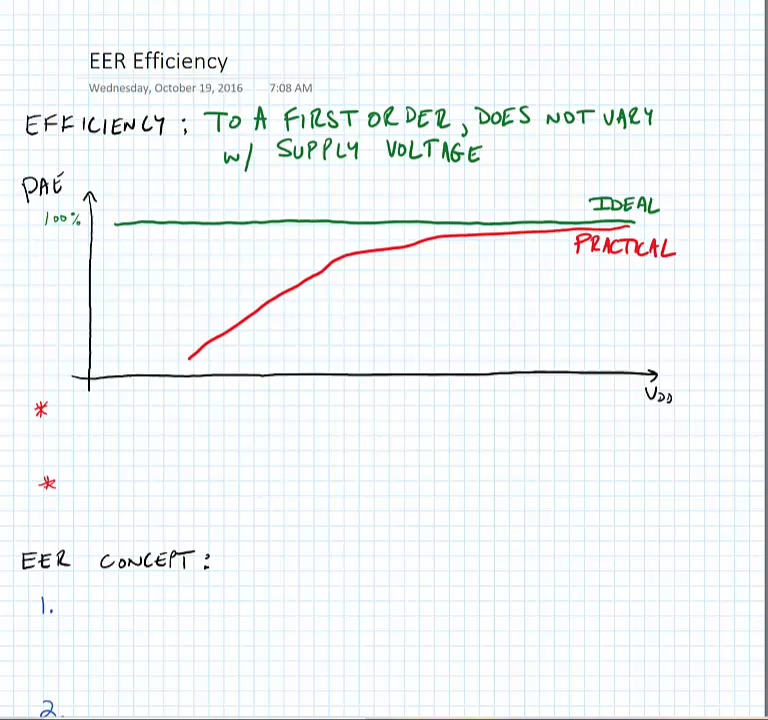 EER Efficiency
Wednesday, October 19, 2016 7:08 AM
EFFICIENCY: TO A FIRST ORDER, DOES NOT VARY
w/ SUPPLY VOLTAGE
PAE
100%
IDEAL
PRACTICAL
VDD
*
*
EER CONCEPT:
1.
2.